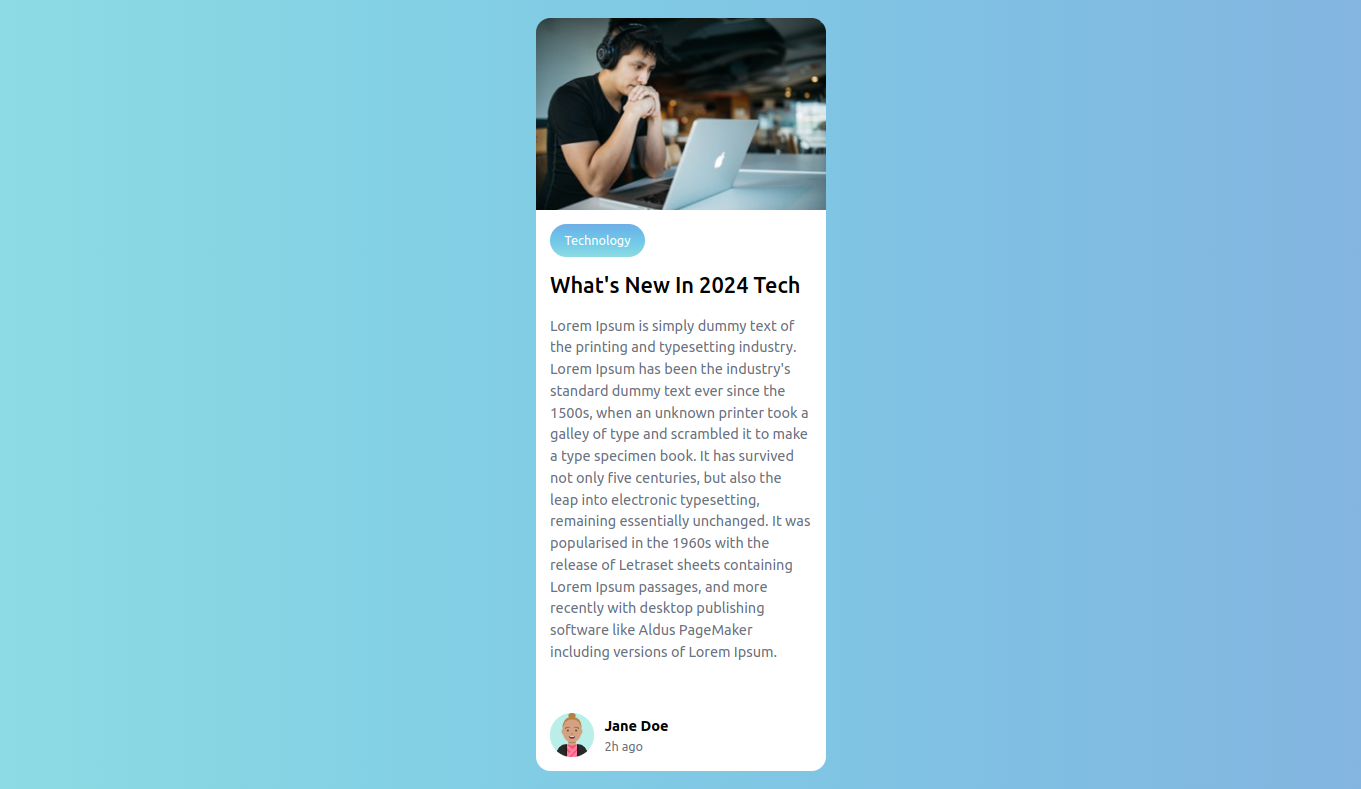 Technology
What's New In 2024 Tech
Lorem Ipsum is simply dummy text of
the printing and typesetting industry.
Lorem Ipsum has been the industry's
standard dummy text ever since the
1500s, when an unknown printer took a
galley of type and scrambled it to make
a type specimen book. It has survived
not only five centuries, but also the
leap into electronic typesetting,
remaining essentially unchanged. It was
popularised in the 1960s with the
release of Letraset sheets containing
Lorem Ipsum passages, and more
recently with desktop publishing
software like Aldus PageMaker
including versions of Lorem Ipsum.
Jane Doe
2h ago